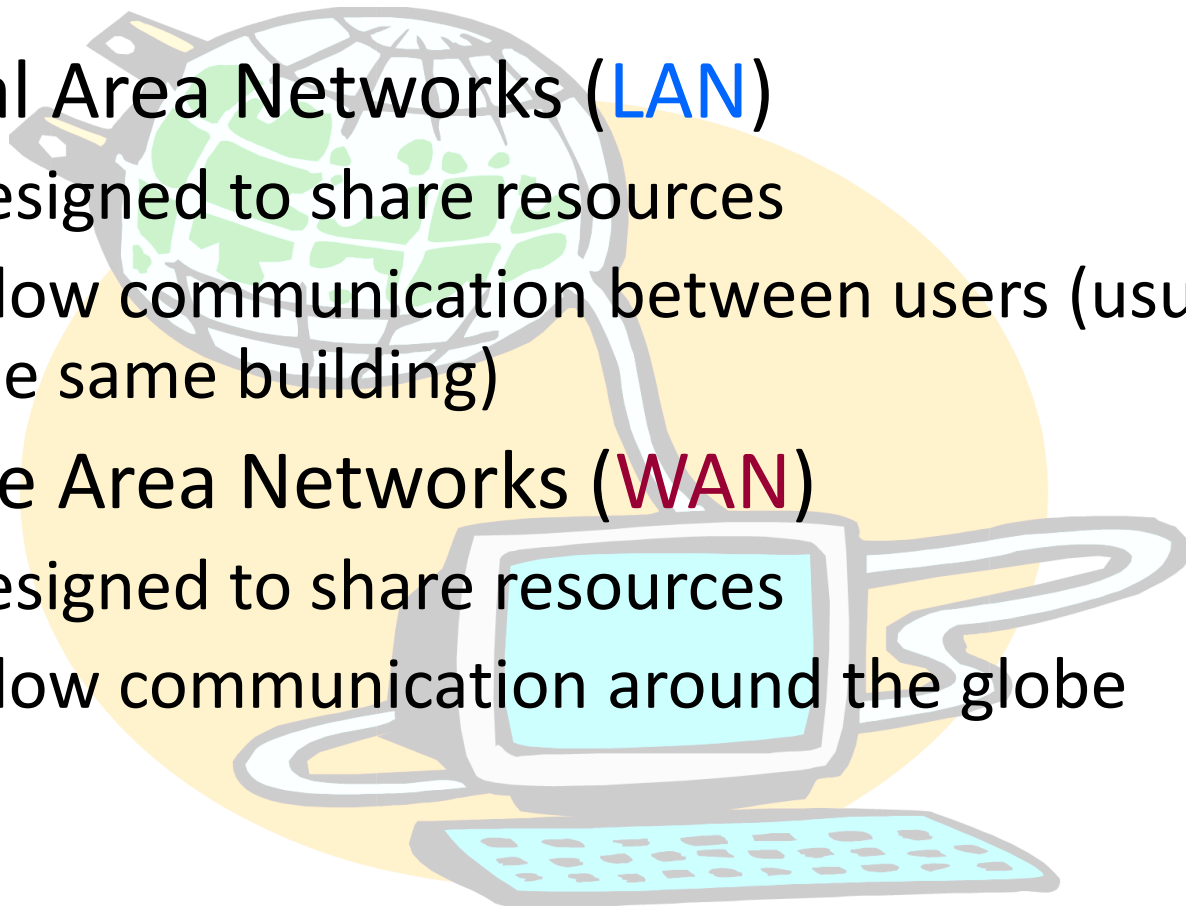 al Area Networks (LAN)
esigned to share resources
low communication between users (usu
e same building)
e Area Networks (WAN)
esigned to share resources
low communication around the globe